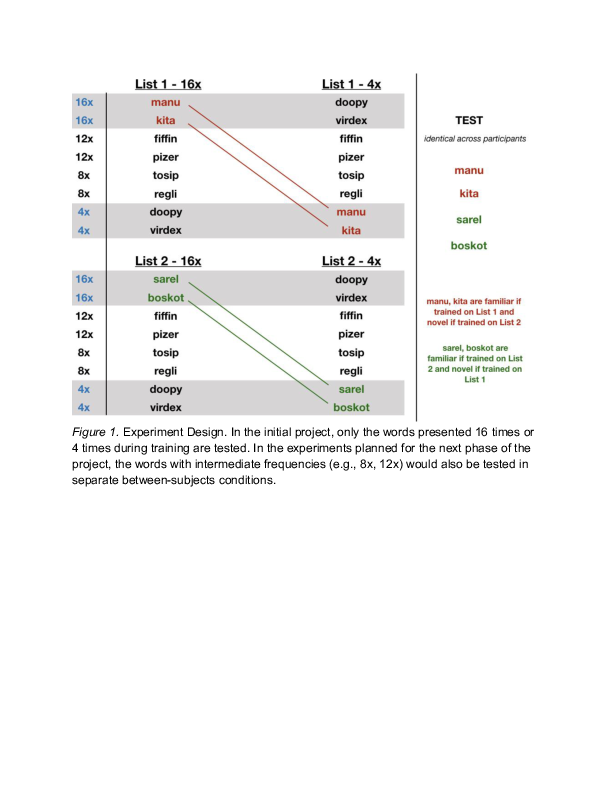 List 1 - 16x List 1 - 4x
16x manu doopy
16x kita virdex
12x fiffin fiffin
12x pizer pizer
8x tosip tosip
8x regli regli
4x doopy manu
4x virdex kita
List 2 - 16x List 2 - 4x
16x sarel doopy
16x boskot virdex
12x fiffin fiffin
12x pizer pizer
8x tosip tosip
8x regli regli
4x doopy sarel
4x virdex boskot
TEST
identical across participants
manu
kita
sarel
boskot
manu, kita are familiar if
trained on List 1 and
novel if trained on List 2
sarel, boskot are
familiar if trained on List
2 and novel if trained on
List 1
Figure 1. Experiment Design. In the initial project, only the words presented 16 times or
4 times during training are tested. In the experiments planned for the next phase of the
project, the words with intermediate frequencies (e.g., 8x, 12x) would also be tested in
separate between-subjects conditions.